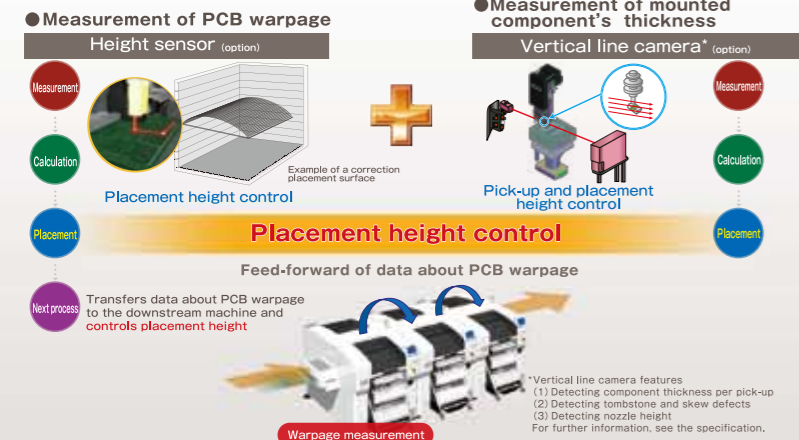 ●Measurement of PCB warpage
Height sensor (option)
Measurement
Calculation
Placement
Next process
Example of a correction
placement surface
Placement height control
●Measurement of mounted
component's thickness
Vertical line camera* (option)
Measurement
Calculation
Placement
Pick-up and placement
height control
Placement height control
Feed-forward of data about PCB warpage
Transfers data about PCB warpage
to the downstream machine and
controls placement height
Warpage measurement
*Vertical line camera features
(1) Detecting component thickness per pick-up
(2) Detecting tombstone and skew defects
(3) Detecting nozzle height
For further information, see the specification.